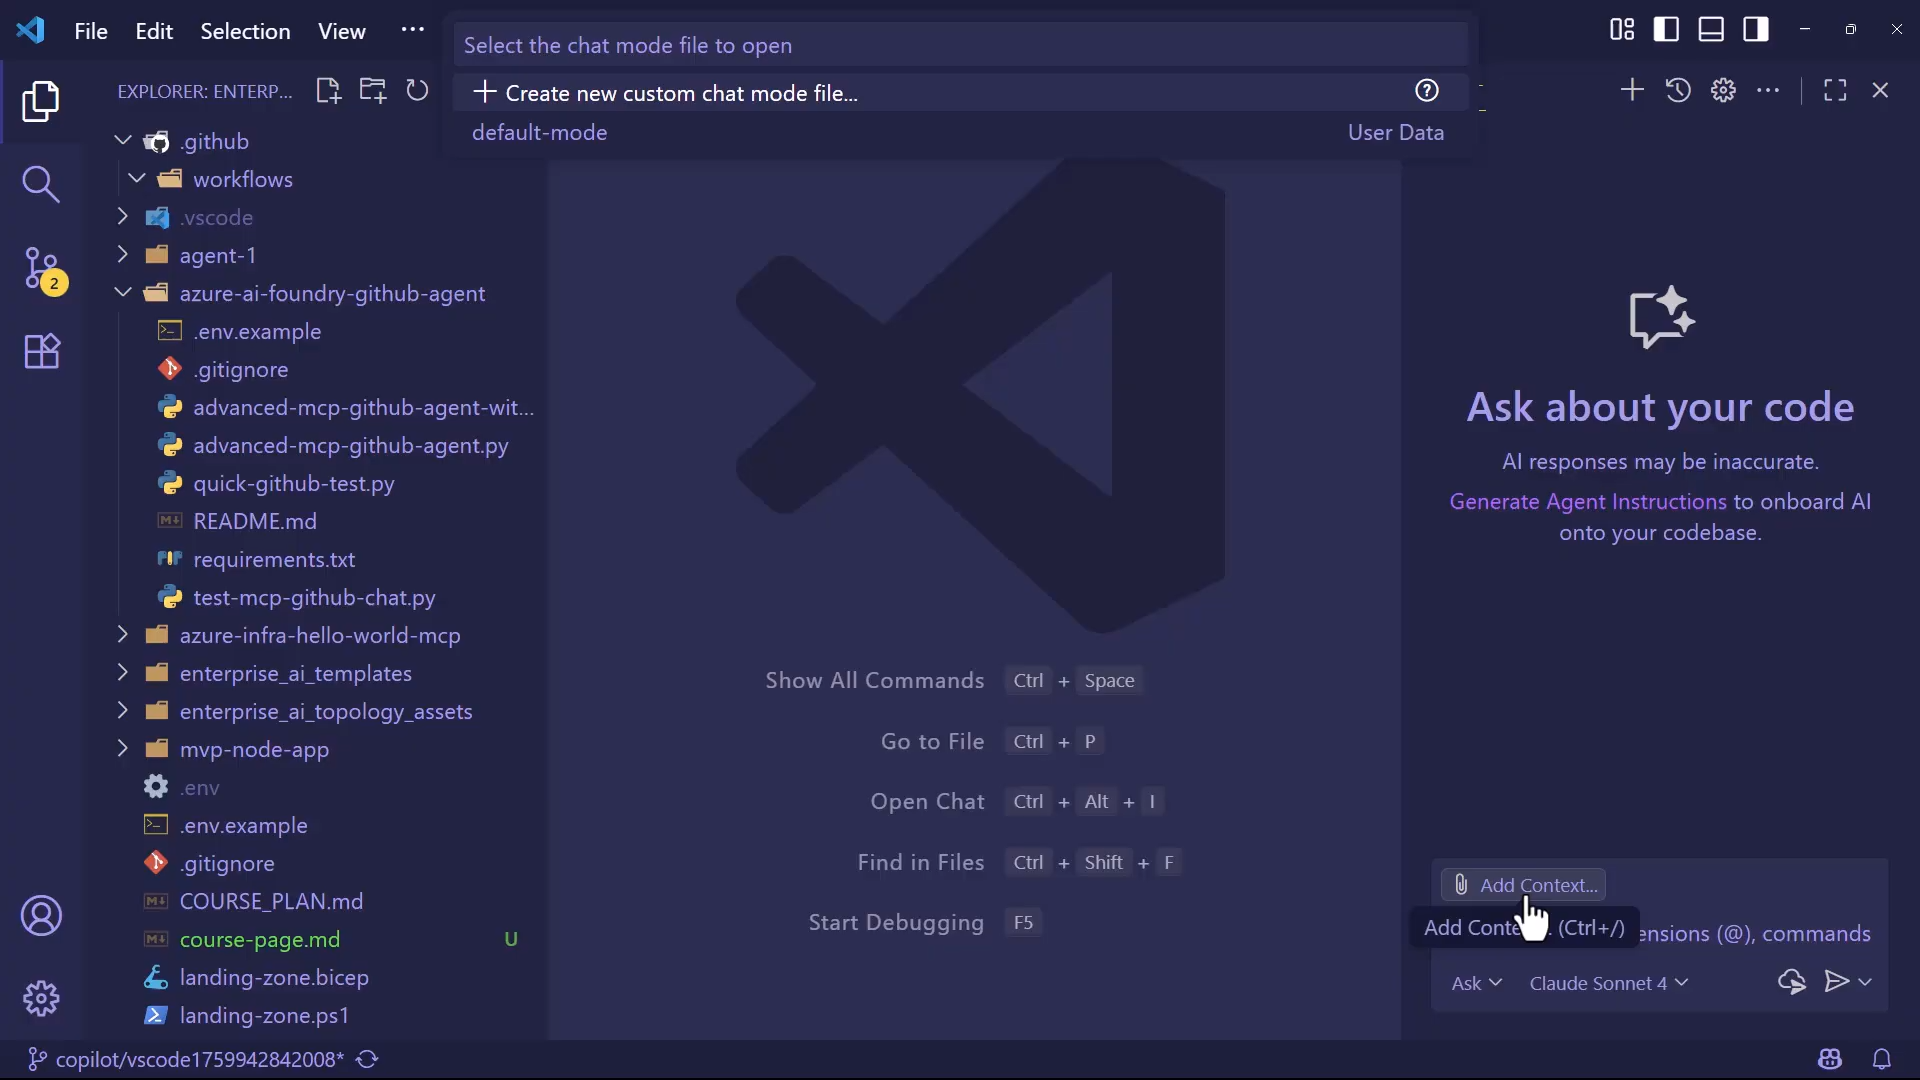 File Edit Selection View ...
Select the chat mode file to open
+ Create new custom chat mode file...
default-mode User Data
EXPLORER: ENTERP...
.github
workflows
.vscode
agent-1
azure-ai-foundry-github-agent
.env.example
.gitignore
advanced-mcp-github-agent-wit...
advanced-mcp-github-agent.py
quick-github-test.py
README.md
requirements.txt
test-mcp-github-chat.py
azure-infra-hello-world-mcp
enterprise_ai_templates
enterprise_ai_topology_assets
mvp-node-app
.env
.env.example
.gitignore
COURSE_PLAN.md
course-page.md U
landing-zone.bicep
landing-zone.ps1
2
Show All Commands Ctrl + Space
Go to File Ctrl + P
Open Chat Ctrl + Alt + I
Find in Files Ctrl + Shift + F
Start Debugging F5
Ask about your code
AI responses may be inaccurate.
Generate Agent Instructions to onboard AI
onto your codebase.
Add Context...
Add Conte... (Ctrl+/) ensions (@), commands
Ask Claude Sonnet 4
copilot/vscode1759942842008*